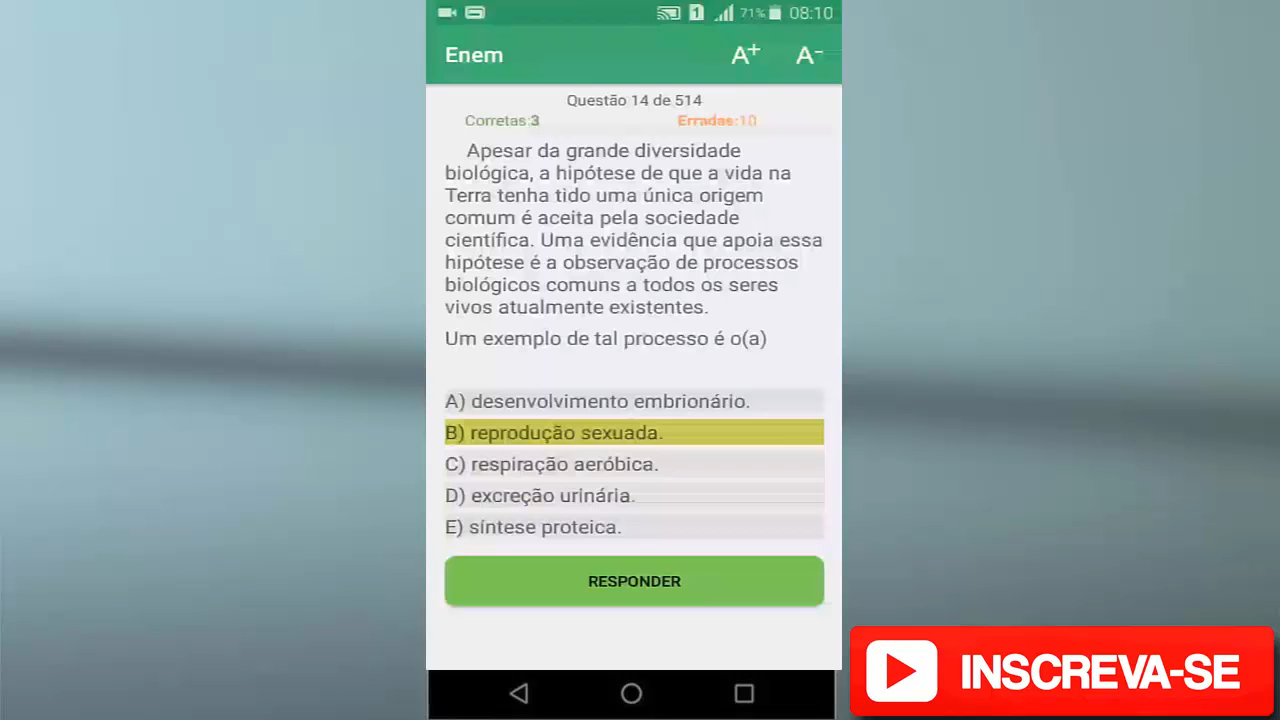 1 71% 08:10
Enem A+ A-
Questão 14 de 514
Corretas:3 Erradas:10
Apesar da grande diversidade
biológica, a hipótese de que a vida na
Terra tenha tido uma única origem
comum é aceita pela sociedade
científica. Uma evidência que apoia essa
hipótese é a observação de processos
biológicos comuns a todos os seres
vivos atualmente existentes.
Um exemplo de tal processo é o(a)
A) desenvolvimento embrionário.
B) reprodução sexuada.
C) respiração aeróbica.
D) excreção urinária.
E) síntese proteica.
RESPONDER
INSCREVA-SE